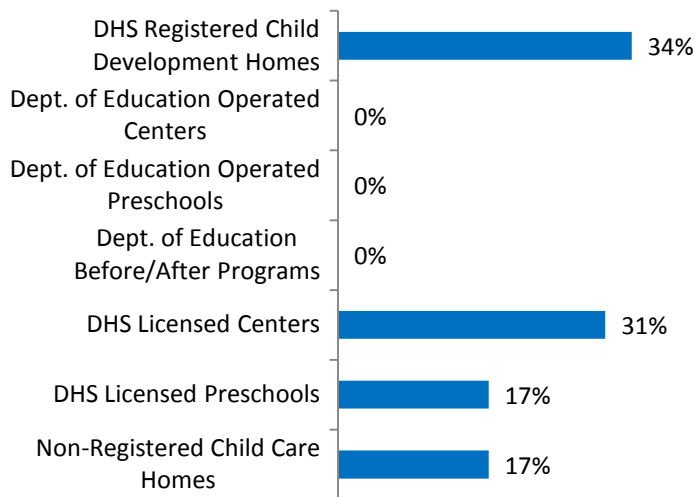 DHS Registered Child
Development Homes
34%
Dept. of Education Operated
Centers
0%
Dept. of Education Operated
Preschools
0%
Dept. of Education
Before/After Programs
0%
DHS Licensed Centers
31%
DHS Licensed Preschools
17%
Non-Registered Child Care
Homes
17%